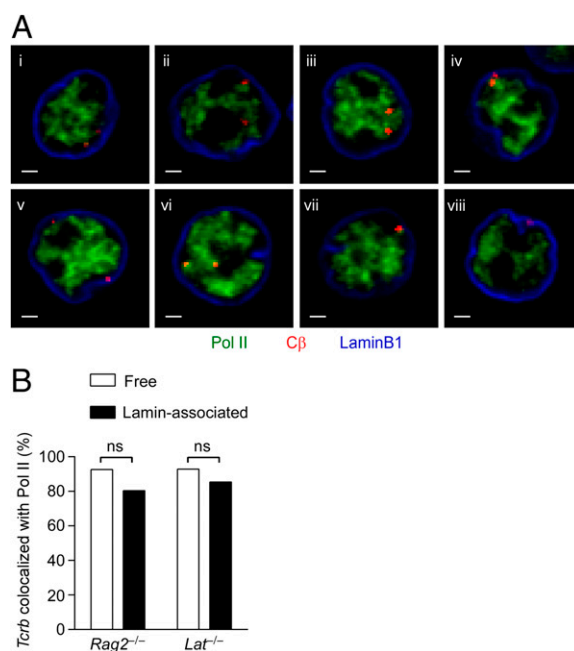 A
i
ii
iii
iv
v
vi
vii
viii
Pol II Cβ LaminB1
B
Free
Lamin-associated
Tcrb colocalized with Pol II (%)
ns ns
100
80
60
40
20
0
Rag2−/− Lat−/−